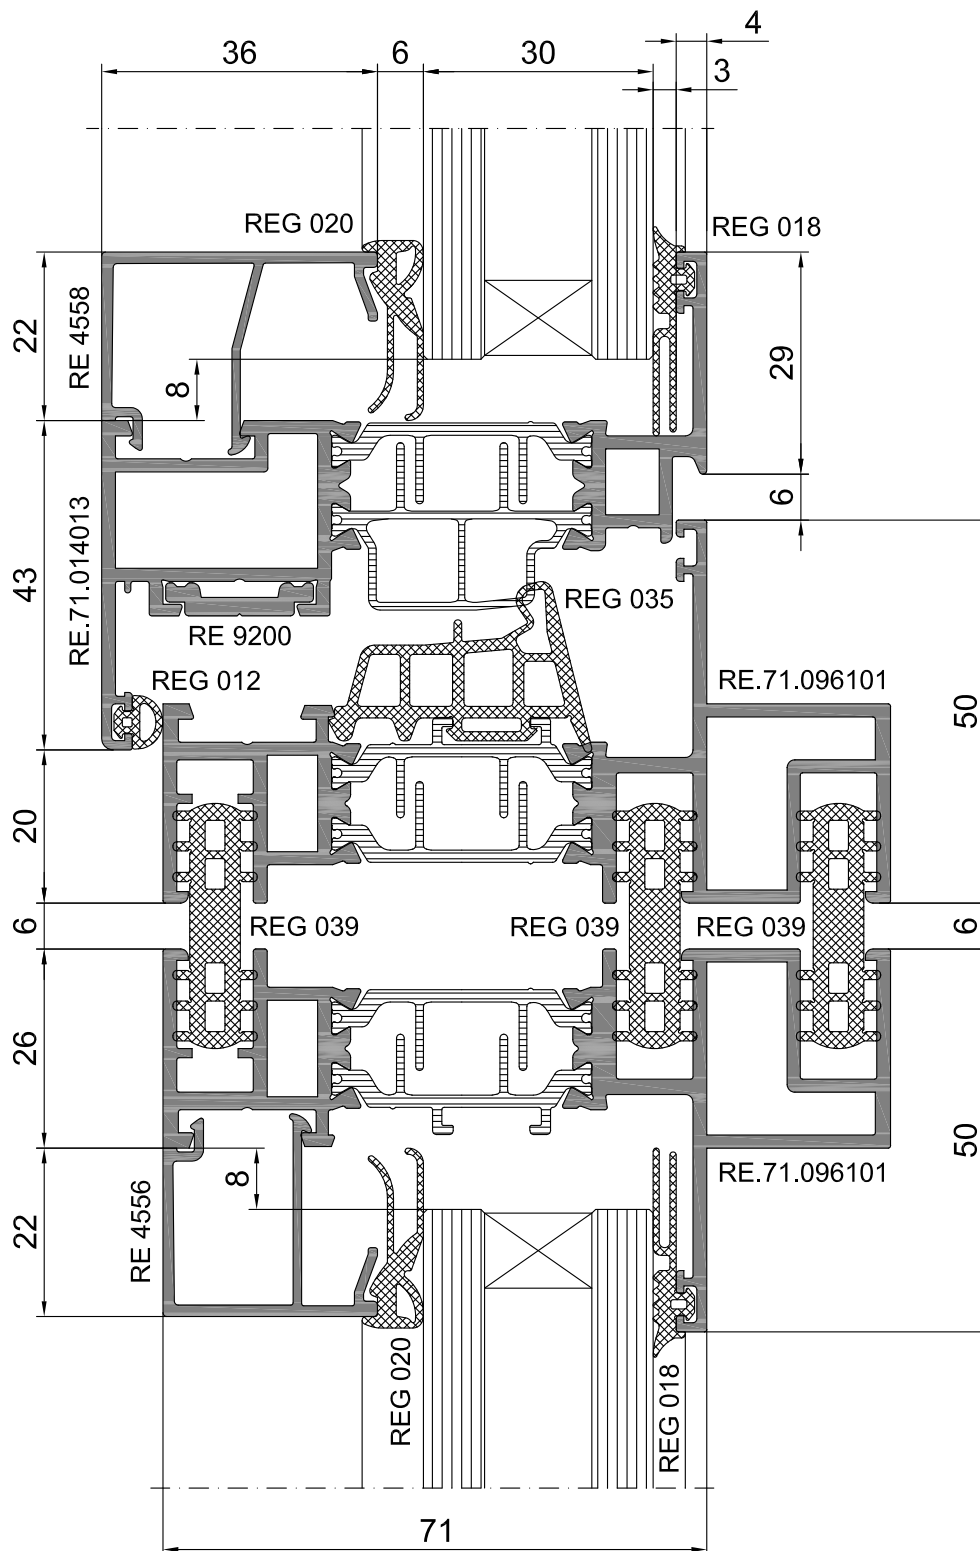 4
36
6
30
3
REG 020
REG 018
22
RE 4558
8
29
6
43
RE.71.014013
REG 035
RE 9200
REG 012
RE.71.096101
50
20
6
REG 039
REG 039
REG 039
6
26
50
RE.71.096101
8
RE 4556
22
REG 020
REG 018
71